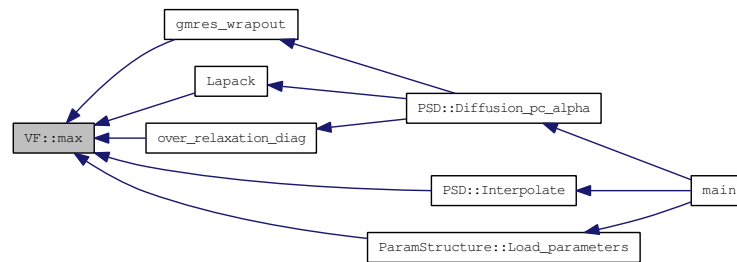 gmres_wrapout
Lapack
PSD::Diffusion_pc_alpha
VF::max
over_relaxation_diag
PSD::Interpolate
main
ParamStructure::Load_parameters